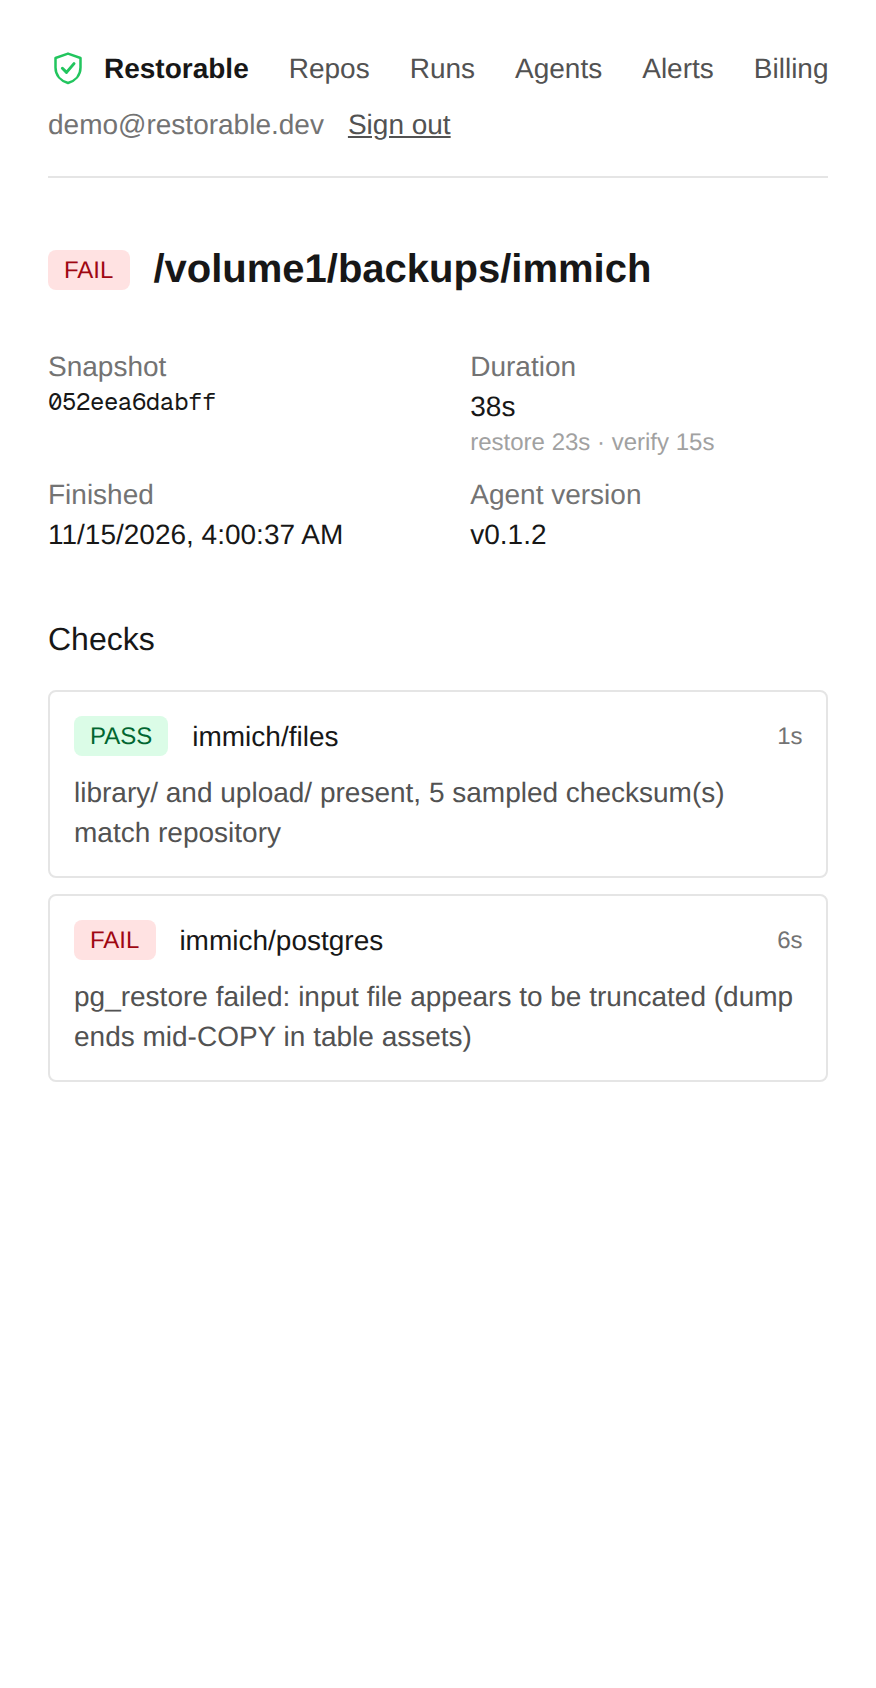 Restorable Repos Runs Agents Alerts Billing
demo@restorable.dev Sign out
FAIL /volume1/backups/immich
Snapshot
052eea6dabff
Duration
38s
restore 23s · verify 15s
Finished
11/15/2026, 4:00:37 AM
Agent version
v0.1.2
Checks
PASS immich/files 1s
library/ and upload/ present, 5 sampled checksum(s)
match repository
FAIL immich/postgres 6s
pg_restore failed: input file appears to be truncated (dump
ends mid-COPY in table assets)